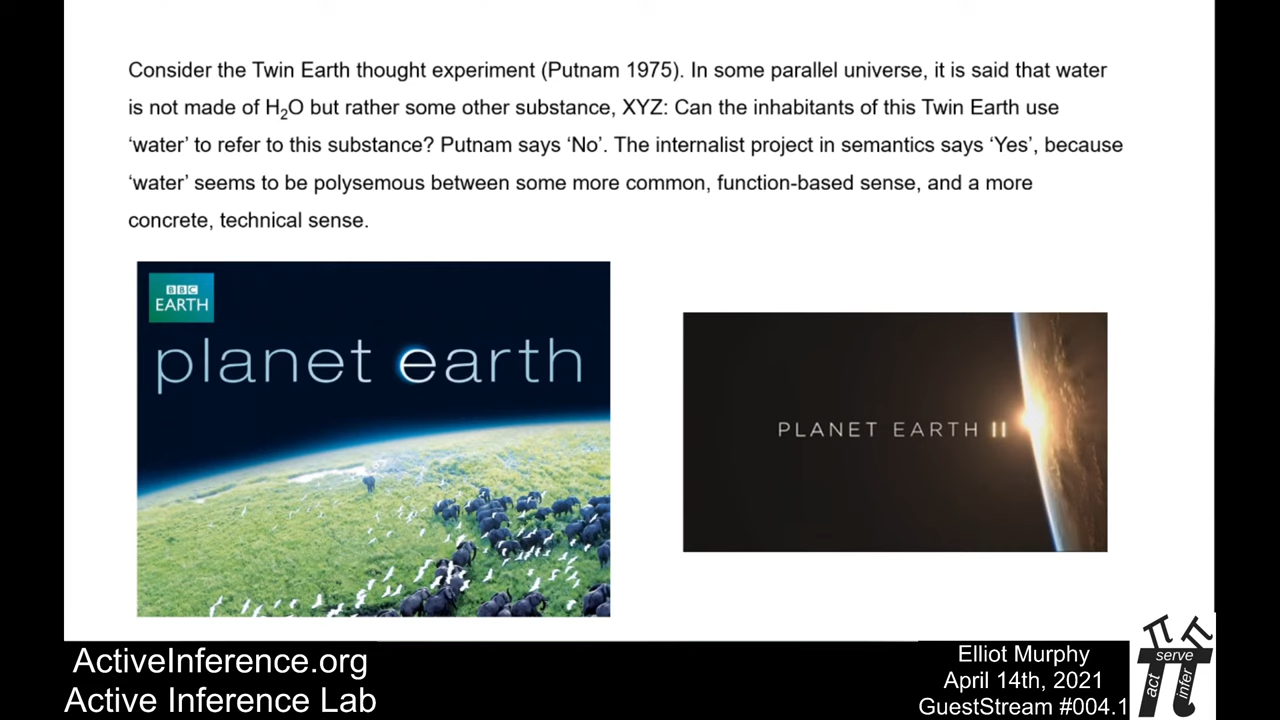 Consider the Twin Earth thought experiment (Putnam 1975). In some parallel universe, it is said that water
is not made of H₂O but rather some other substance, XYZ: Can the inhabitants of this Twin Earth use
‘water’ to refer to this substance? Putnam says ‘No’. The internalist project in semantics says ‘Yes’, because
‘water’ seems to be polysemous between some more common, function-based sense, and a more
concrete, technical sense.
BBC
EARTH
planet earth
PLANET EARTH II
ActiveInference.org
Active Inference Lab
Elliot Murphy
April 14th, 2021
GuestStream #004.1
π π
serve
π
act
infer